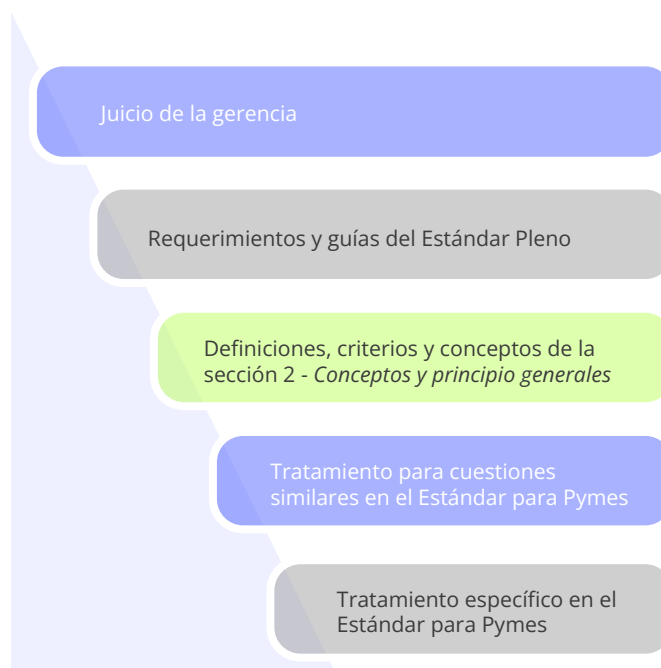 Juicio de la gerencia
Requerimientos y guías del Estándar Pleno
Definiciones, criterios y conceptos de la
sección 2 - Conceptos y principio generales
Tratamiento para cuestiones
similares en el Estándar para Pymes
Tratamiento específico en el
Estándar para Pymes